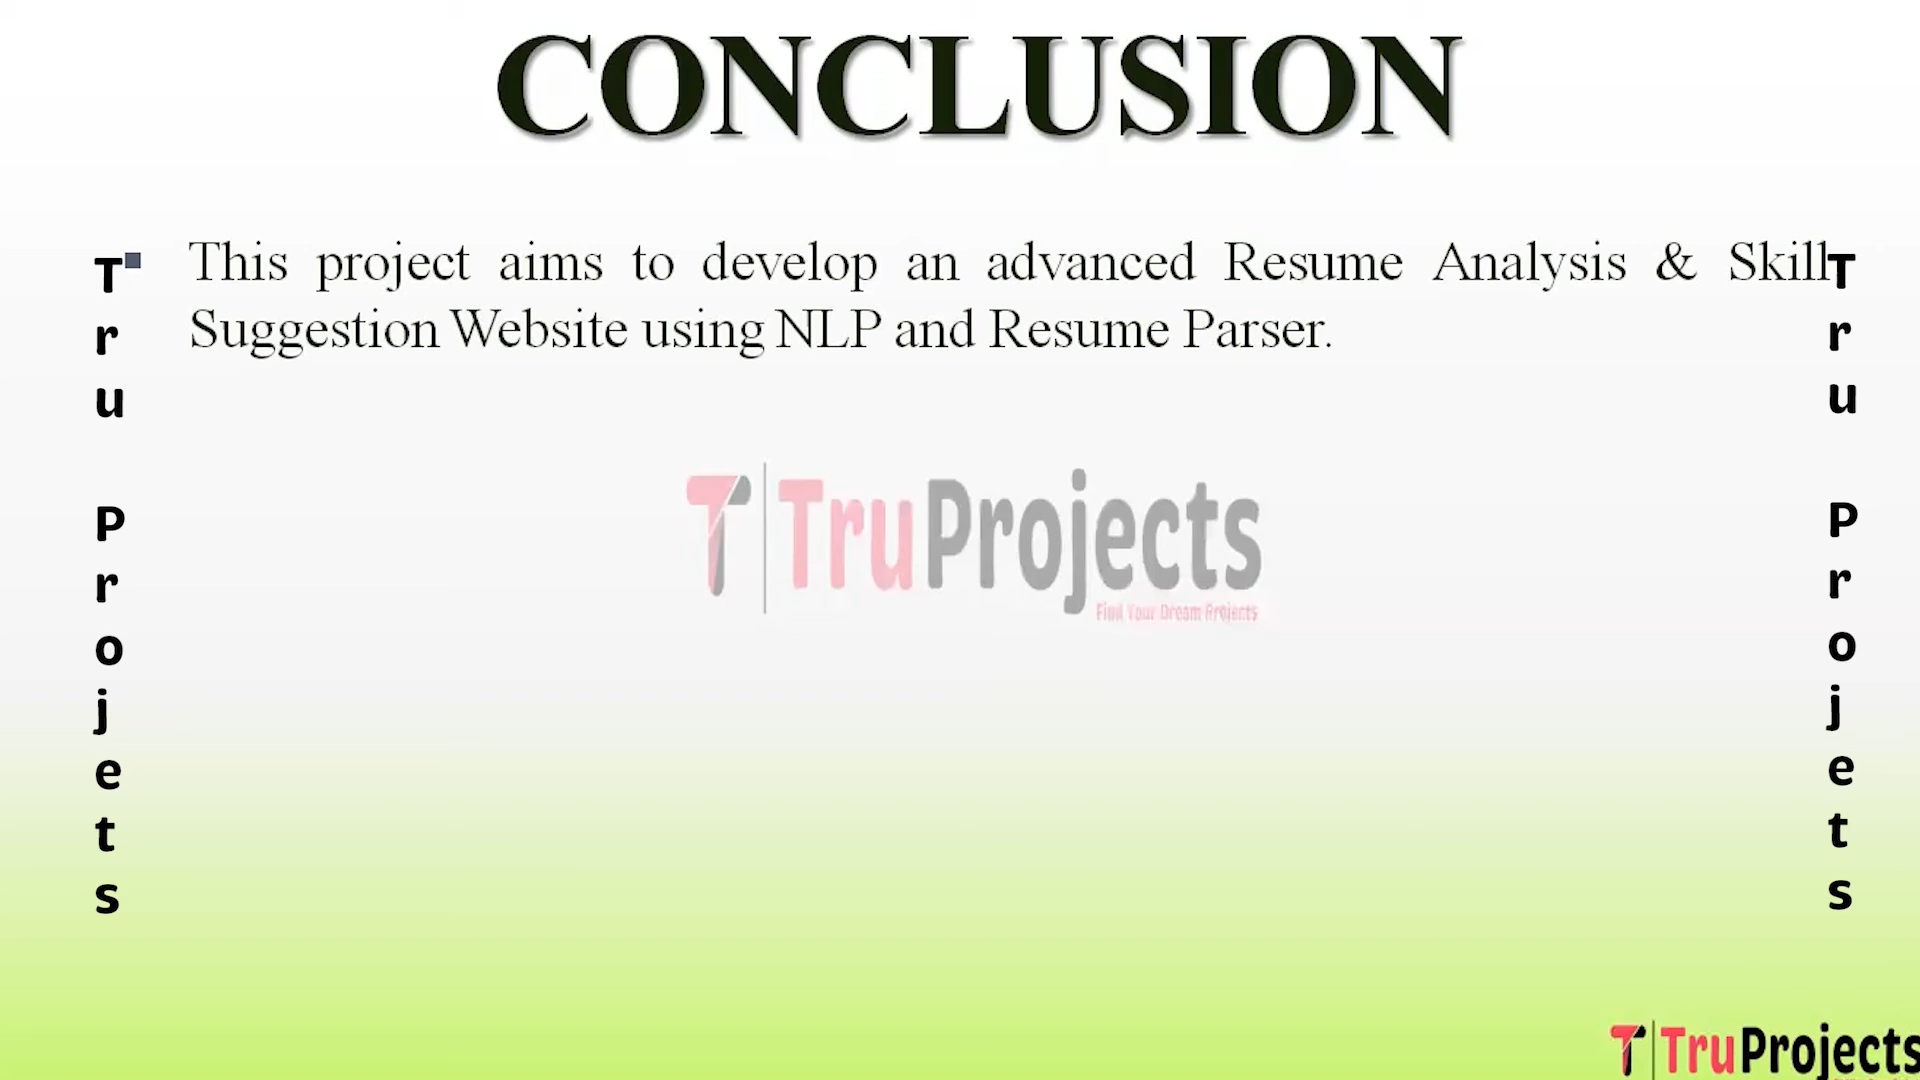 CONCLUSION
This project aims to develop an advanced Resume Analysis & Skill
Suggestion Website using NLP and Resume Parser.
T
r
u
P
r
o
j
e
t
s
T
r
u
P
r
o
j
e
t
s
TruProjects
Find Your Dream Projects
TruProjects